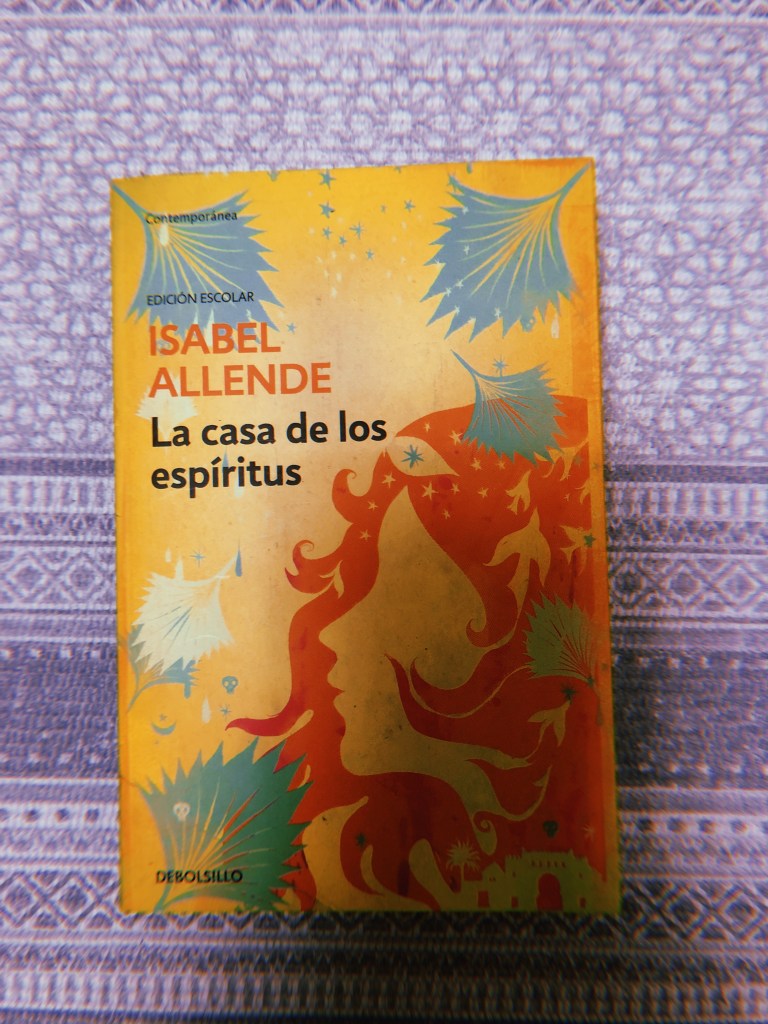 Contemporánea
EDICIÓN ESCOLAR
ISABEL
ALLENDE
La casa de los
espíritus
DEBOLSILLO